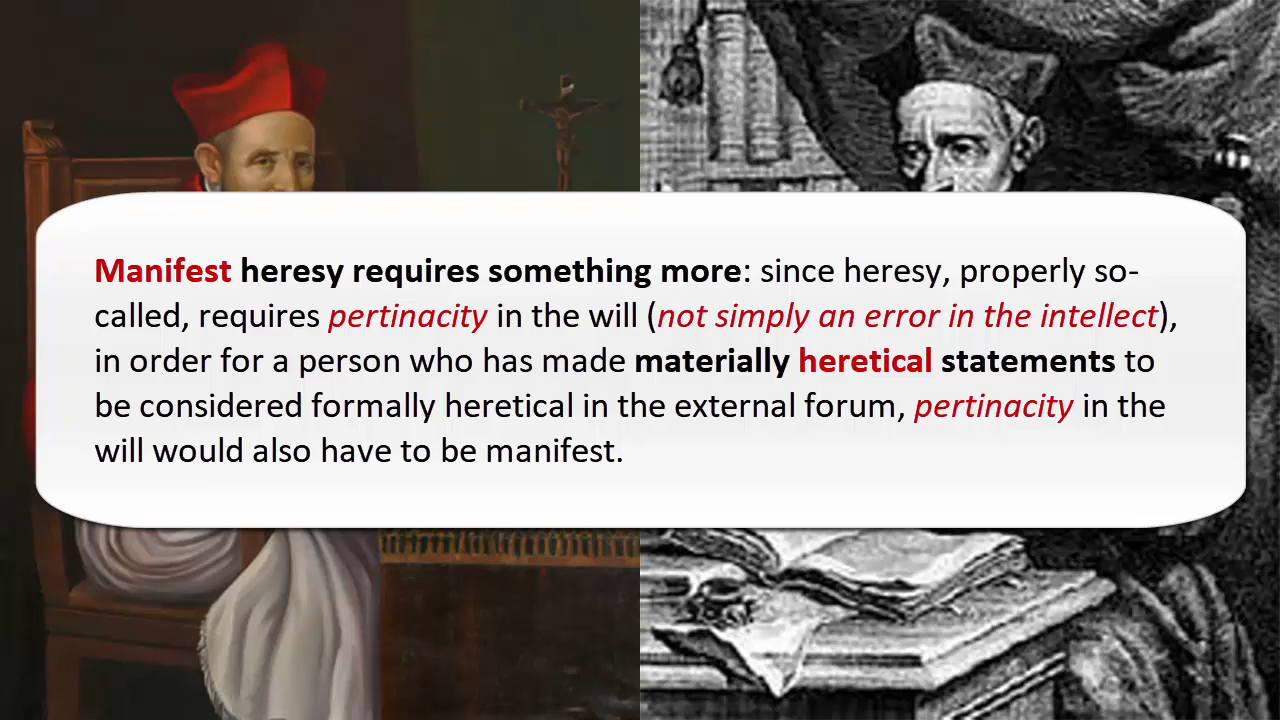 Manifest heresy requires something more: since heresy, properly so-
called, requires pertinacity in the will (not simply an error in the intellect),
in order for a person who has made materially heretical statements to
be considered formally heretical in the external forum, pertinacity in the
will would also have to be manifest.